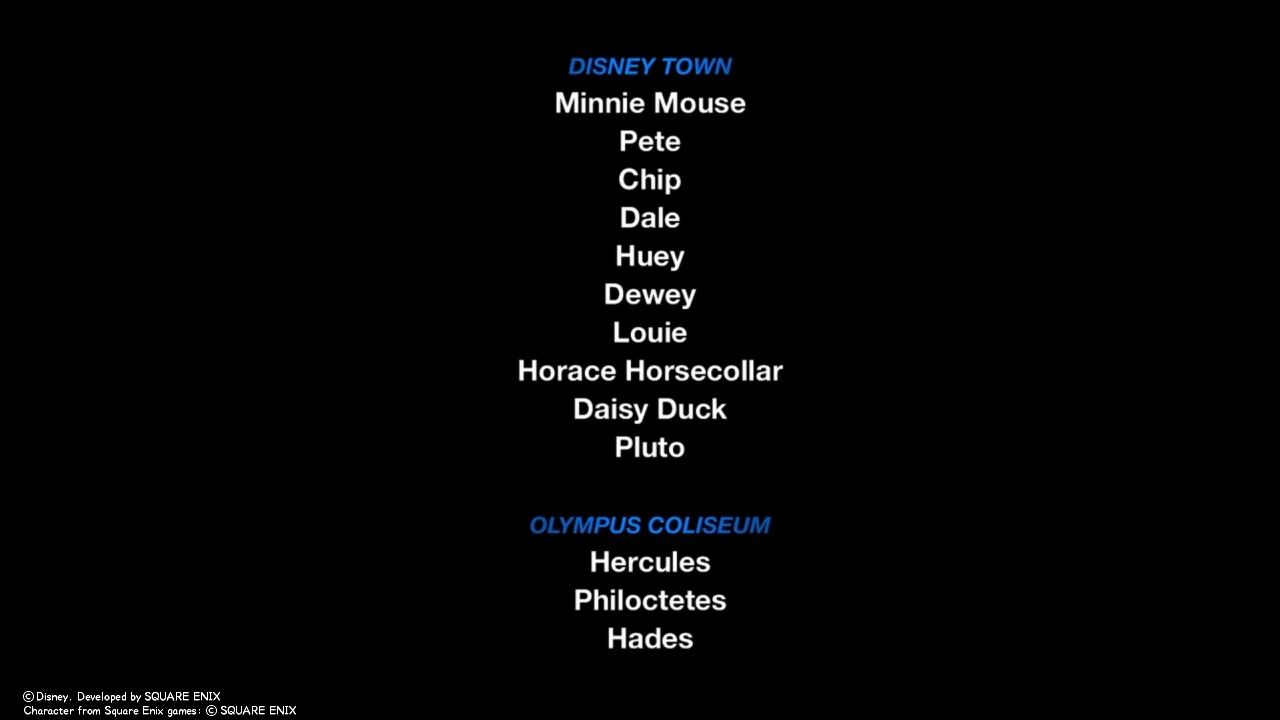 DISNEY TOWN
Minnie Mouse
Pete
Chip
Dale
Huey
Dewey
Louie
Horace Horsecollar
Daisy Duck
Pluto
OLYMPUS COLISEUM
Hercules
Philoctetes
Hades
©Disney. Developed by SQUARE ENIX
Character from Square Enix games: © SQUARE ENIX